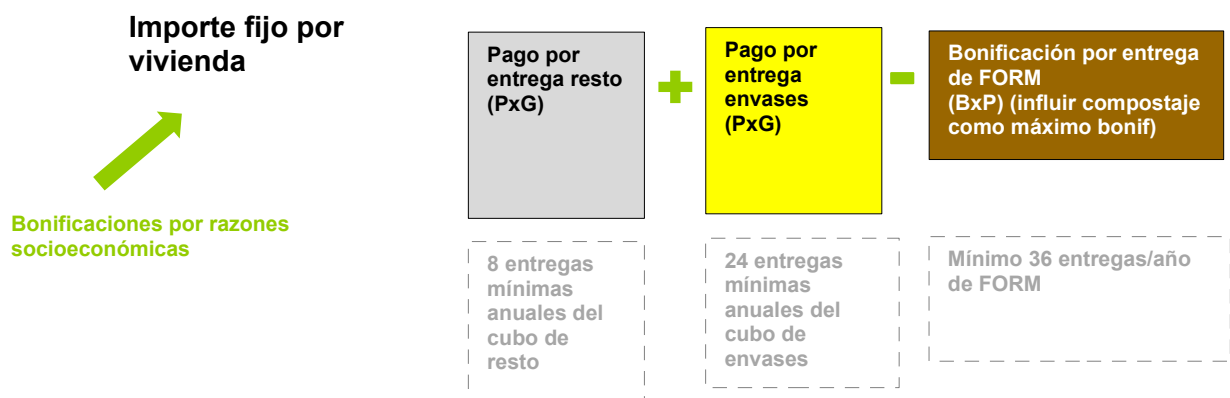 Importe fijo por
vivienda
Bonificaciones por razones
socioeconómicas
Pago por
entrega resto
(PxG)
+
Pago por
entrega
envases
(PxG)
-
Bonificación por entrega
de FORM
(BxP) (influir compostaje
como máximo bonif)
8 entregas
mínimas
anuales del
cubo de
resto
24 entregas
mínimas
anuales del
cubo de
envases
Mínimo 36 entregas/año
de FORM